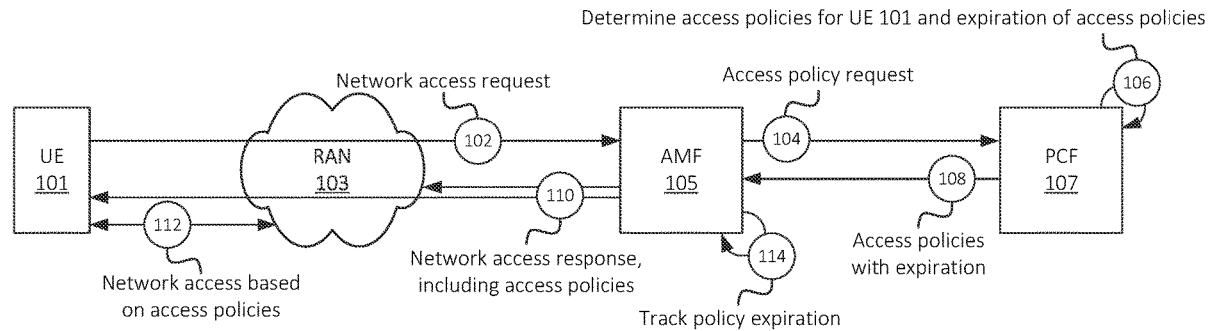 Determine access policies for UE 101 and expiration of access policies
Network access request
Access policy request
106
UE
101
RAN
103
102
AMF
105
104
PCF
107
110
108
112
114
Network access based
on access policies
Network access response,
including access policies
Access policies
with expiration
Track policy expiration